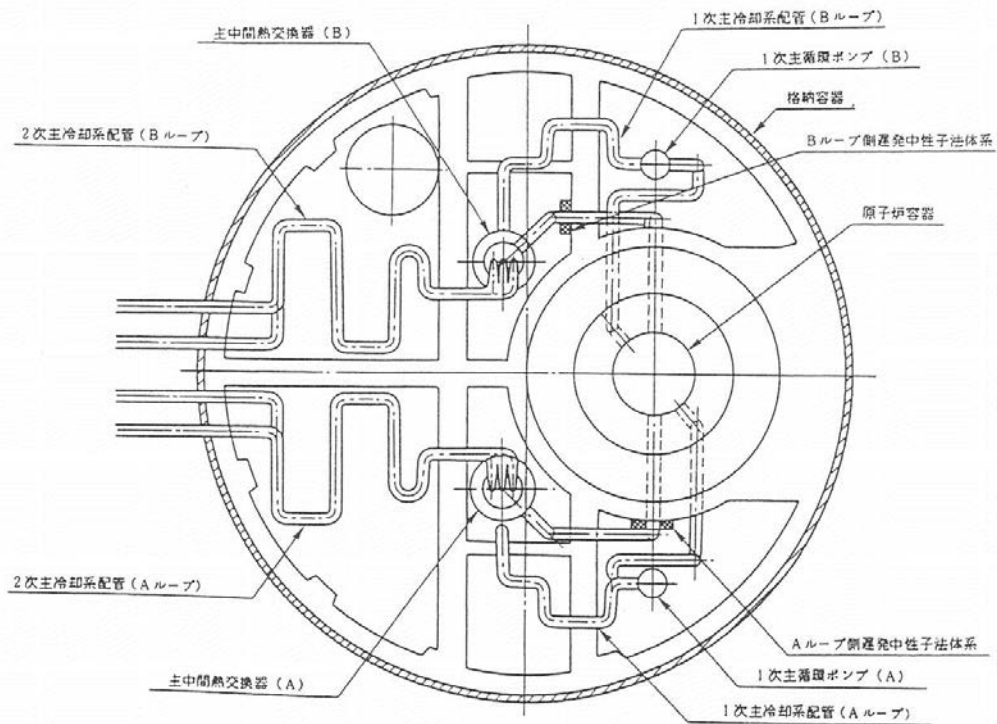 1次主冷却系配管(Bループ)
主中間熱交換器(B)
1次主循環ポンプ(B)
格納容器
2次主冷却系配管(Bループ)
Bループ側遅発中性子法体系
原子炉容器
2次主冷却系配管(Aループ)
Aループ側遅発中性子法体系
主中間熱交換器(A)
1次主循環ポンプ(A)
1次主冷却系配管(Aループ)